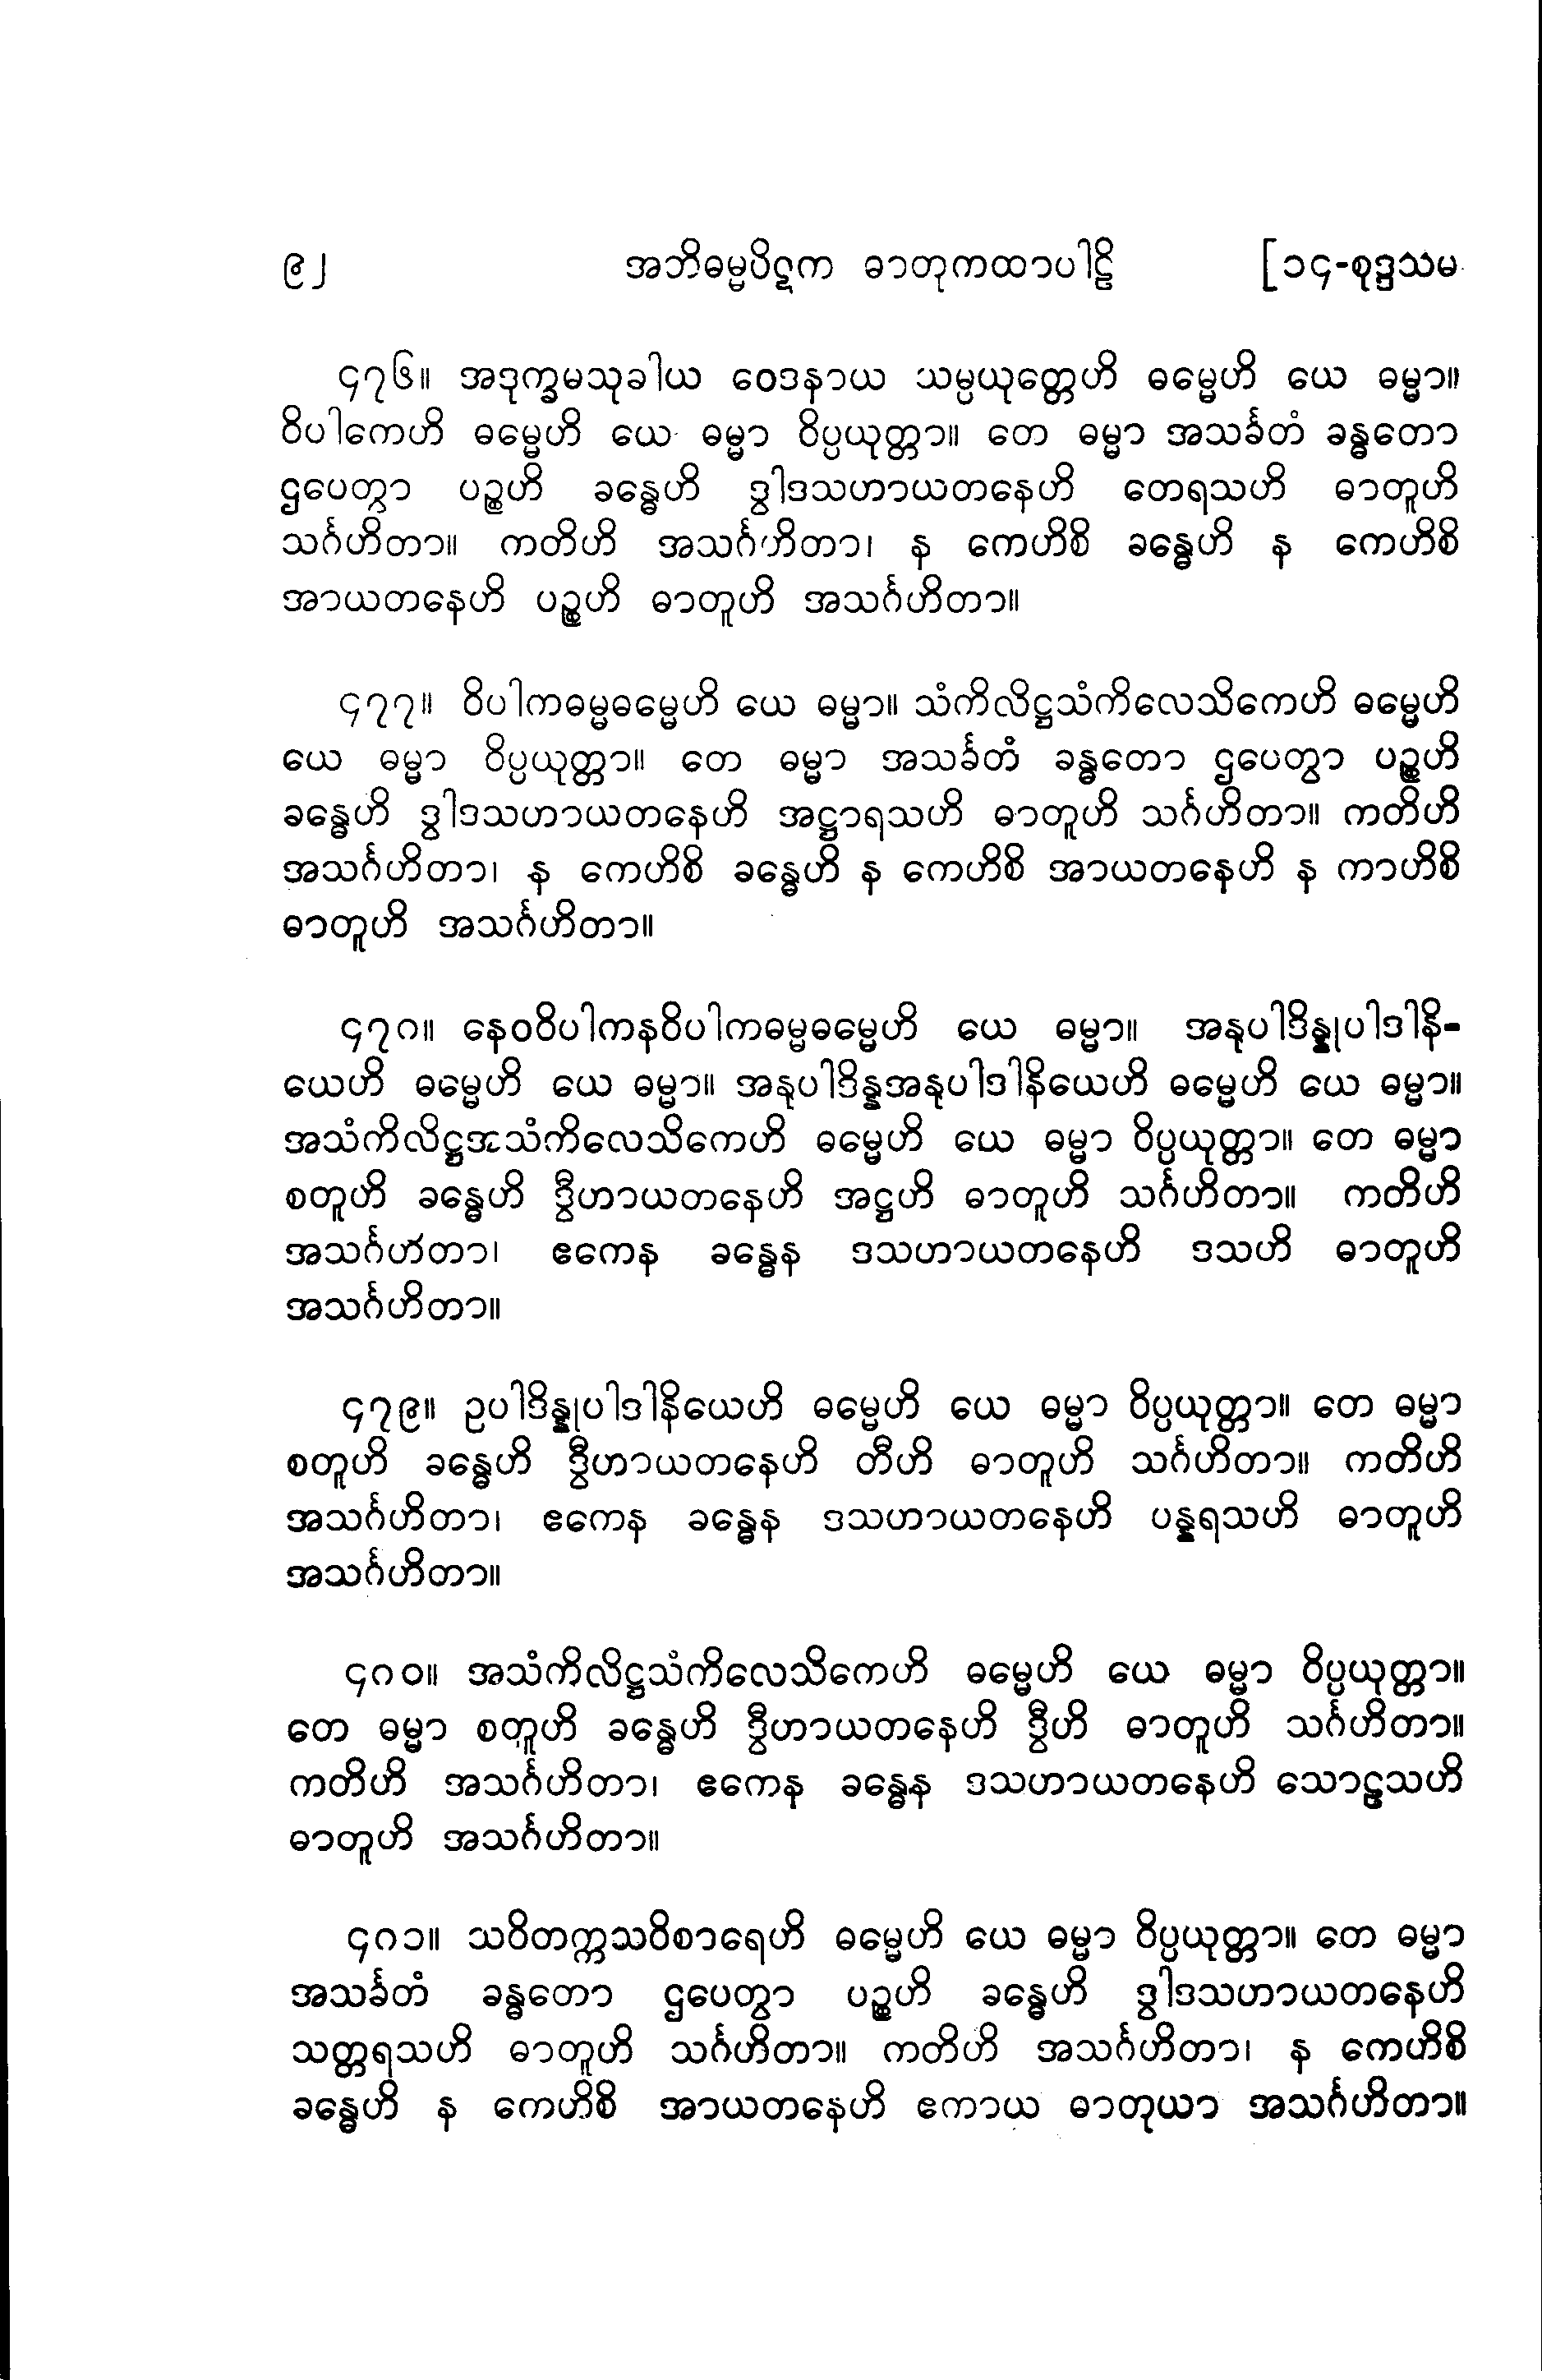 ၉၂ အဘိဓမ္မပိဋက ဓာတုကထာပါဠိ [၁၄-စုဒ္ဒသမ
၄၇၆။ အဒုက္ခမသုခါယ ဝေဒနာယ သမ္ပယုတ္တေဟိ ဓမ္မေဟိ ယေ ဓမ္မာ။
ဝိပါကေဟိ ဓမ္မေဟိ ယေ ဓမ္မာ ဝိပ္ပယုတ္တာ။ တေ ဓမ္မာ အသင်္ခတံ ခန္ဓတော
ဌပေတွာ ပဉ္စဟိ ခန္ဓေဟိ ဒွါဒသဟာယတနေဟိ တေရသဟိ ဓာတူဟိ
သင်္ဂဟိတာ။ ကတိဟိ အသင်္ဂဟိတာ၊ န ကေဟိစိ ခန္ဓေဟိ န ကေဟိစိ
အာယတနေဟိ ပဉ္စဟိ ဓာတူဟိ အသင်္ဂဟိတာ။
၄၇၇။ ဝိပါကဓမ္မဓမ္မေဟိ ယေ ဓမ္မာ။ သံကိလိဋ္ဌသံကိလေသိကေဟိ ဓမ္မေဟိ
ယေ ဓမ္မာ ဝိပ္ပယုတ္တာ။ တေ ဓမ္မာ အသင်္ခတံ ခန္ဓတော ဌပေတွာ ပဉ္စဟိ
ခန္ဓေဟိ ဒွါဒသဟာယတနေဟိ အဋ္ဌာရသဟိ ဓာတူဟိ သင်္ဂဟိတာ။ ကတိဟိ
အသင်္ဂဟိတာ၊ န ကေဟိစိ ခန္ဓေဟိ န ကေဟိစိ အာယတနေဟိ န ကာဟိစိ
ဓာတူဟိ အသင်္ဂဟိတာ။
၄၇၈။ နေဝဝိပါကနဝိပါကဓမ္မဓမ္မေဟိ ယေ ဓမ္မာ။ အနုပါဒိန္နုပါဒါနိ-
ယေဟိ ဓမ္မေဟိ ယေ ဓမ္မာ။ အနုပါဒိန္နအနုပါဒါနိယေဟိ ဓမ္မေဟိ ယေ ဓမ္မာ။
အသံကိလိဋ္ဌအသံကိလေသိကေဟိ ဓမ္မေဟိ ယေ ဓမ္မာ ဝိပ္ပယုတ္တာ။ တေ ဓမ္မာ
စတူဟိ ခန္ဓေဟိ ဒွီဟာယတနေဟိ အဋ္ဌဟိ ဓာတူဟိ သင်္ဂဟိတာ။ ကတိဟိ
အသင်္ဂဟိတာ၊ ဧကေန ခန္ဓေန ဒသဟာယတနေဟိ ဒသဟိ ဓာတူဟိ
အသင်္ဂဟိတာ။
၄၇၉။ ဥပါဒိန္နုပါဒါနိယေဟိ ဓမ္မေဟိ ယေ ဓမ္မာ ဝိပ္ပယုတ္တာ။ တေ ဓမ္မာ
စတူဟိ ခန္ဓေဟိ ဒွီဟာယတနေဟိ တီဟိ ဓာတူဟိ သင်္ဂဟိတာ။ ကတိဟိ
အသင်္ဂဟိတာ၊ ဧကေန ခန္ဓေန ဒသဟာယတနေဟိ ပန္နရသဟိ ဓာတူဟိ
အသင်္ဂဟိတာ။
၄၈၀။ အသံကိလိဋ္ဌသံကိလေသိကေဟိ ဓမ္မေဟိ ယေ ဓမ္မာ ဝိပ္ပယုတ္တာ။
တေ ဓမ္မာ စတူဟိ ခန္ဓေဟိ ဒွီဟာယတနေဟိ ဒွီဟိ ဓာတူဟိ သင်္ဂဟိတာ။
ကတိဟိ အသင်္ဂဟိတာ၊ ဧကေန ခန္ဓေန ဒသဟာယတနေဟိ သောဠသဟိ
ဓာတူဟိ အသင်္ဂဟိတာ။
၄၈၁။ သဝိတက္ကသဝိစာရေဟိ ဓမ္မေဟိ ယေ ဓမ္မာ ဝိပ္ပယုတ္တာ။ တေ ဓမ္မာ
အသင်္ခတံ ခန္ဓတော ဌပေတွာ ပဉ္စဟိ ခန္ဓေဟိ ဒွါဒသဟာယတနေဟိ
သတ္တရသဟိ ဓာတူဟိ သင်္ဂဟိတာ။ ကတိဟိ အသင်္ဂဟိတာ၊ န ကေဟိစိ
ခန္ဓေဟိ န ကေဟိစိ အာယတနေဟိ ဧကာယ ဓာတုယာ အသင်္ဂဟိတာ။